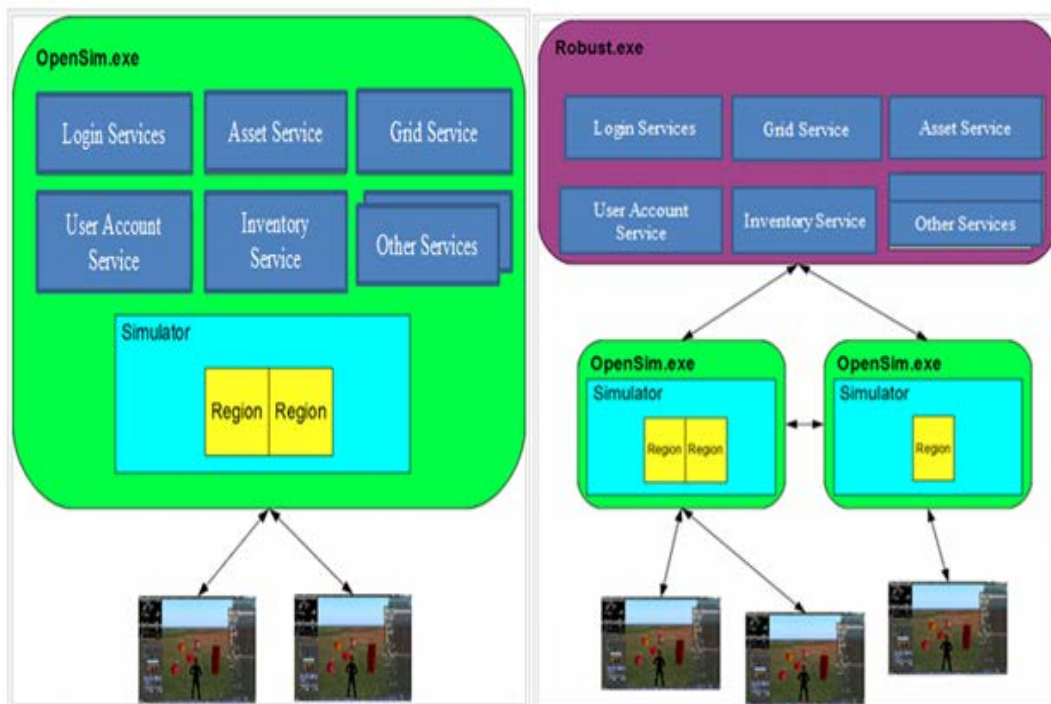 OpenSim.exe
Login Services
Asset Service
Grid Service
User Account
Service
Inventory
Service
Other Services
Simulator
Region
Region
Robust.exe
Login Services
Grid Service
Asset Service
User Account
Service
Inventory Service
Other Services
OpenSim.exe
Simulator
Region
Region
OpenSim.exe
Simulator
Region